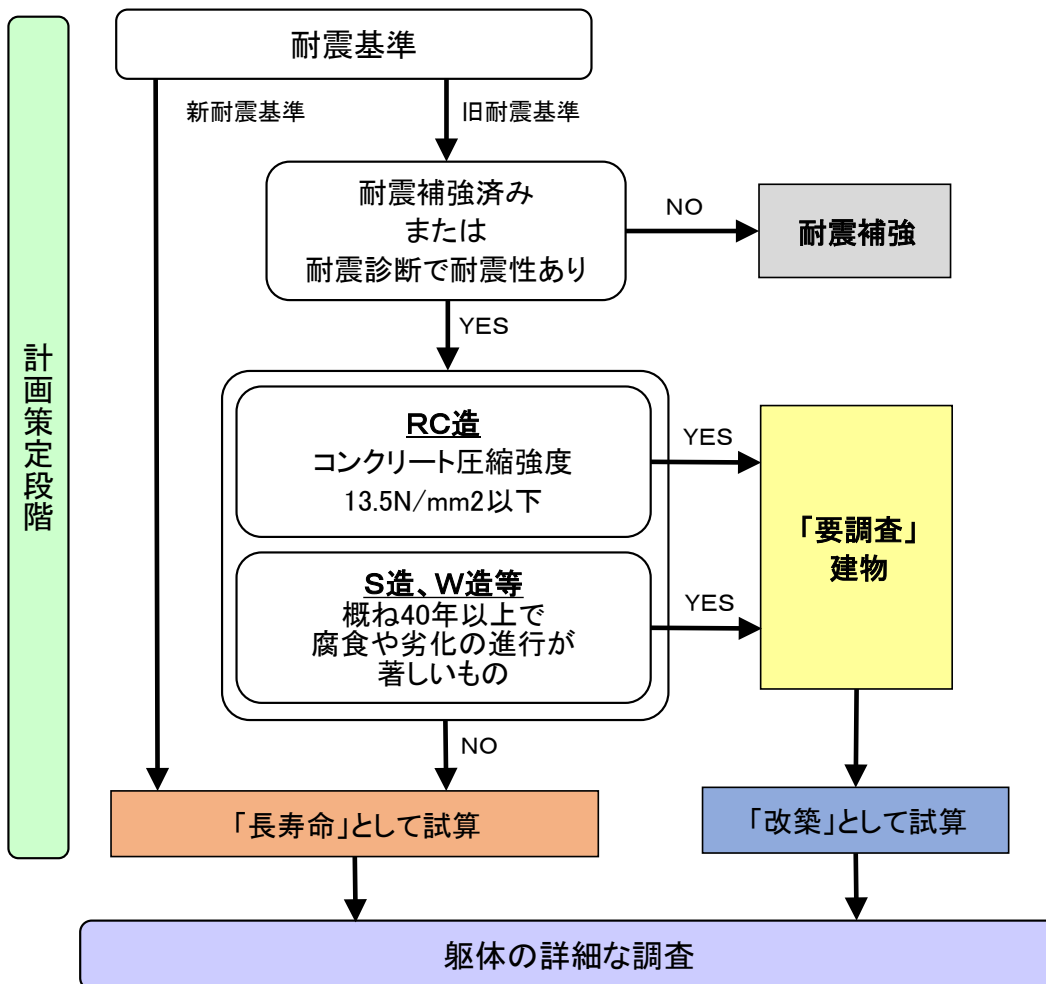 耐震基準
新耐震基準
旧耐震基準
耐震補強済み
または
耐震診断で耐震性あり
NO
耐震補強
YES
計画策定段階
RC造
コンクリート圧縮強度
13.5N/mm2以下
YES
S造、W造等
概ね40年以上で
腐食や劣化の進行が
著しいもの
YES
「要調査」
建物
NO
「長寿命」として試算
「改築」として試算
躯体の詳細な調査